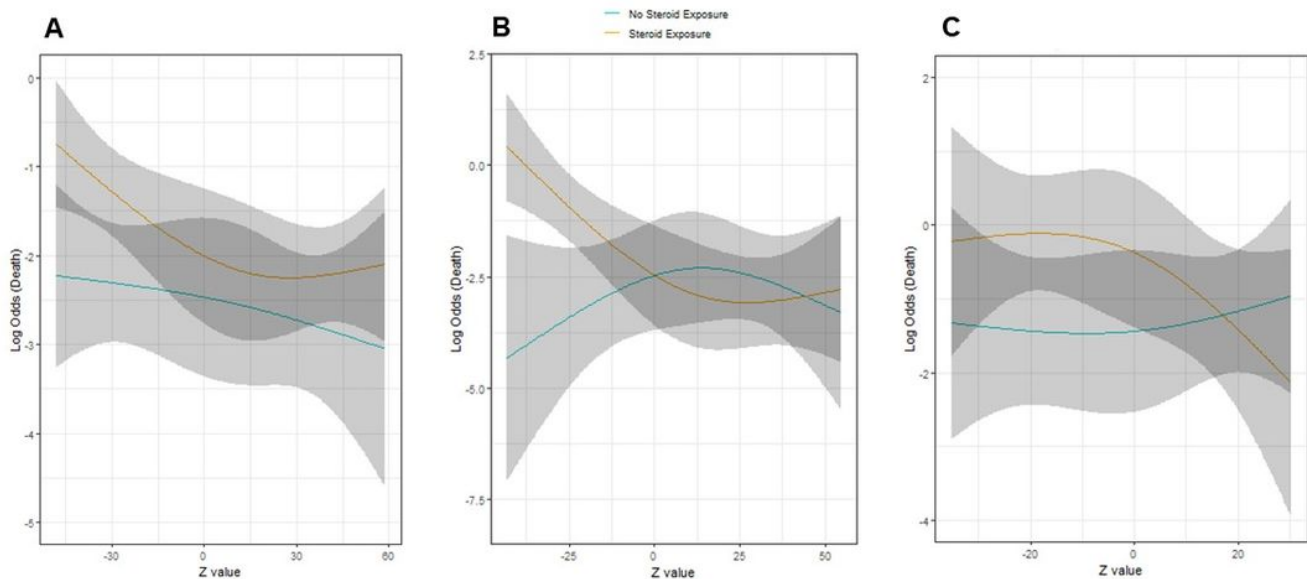 A
B
C
No Steroid Exposure
Steroid Exposure
Log Odds (Death)
0
-1
-2
-3
-4
-5
-30
0
30
60
Z value
Log Odds (Death)
2.5
0.0
-2.5
-5.0
-7.5
-25
0
25
50
Z value
Log Odds (Death)
2
0
-2
-4
-20
0
20
Z value